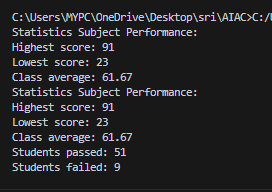 C:\Users\MYPC\OneDrive\Desktop\sri\AIAC>C:/
Statistics Subject Performance:
Highest score: 91
Lowest score: 23
Class average: 61.67
Statistics Subject Performance:
Highest score: 91
Lowest score: 23
Class average: 61.67
Students passed: 51
Students failed: 9